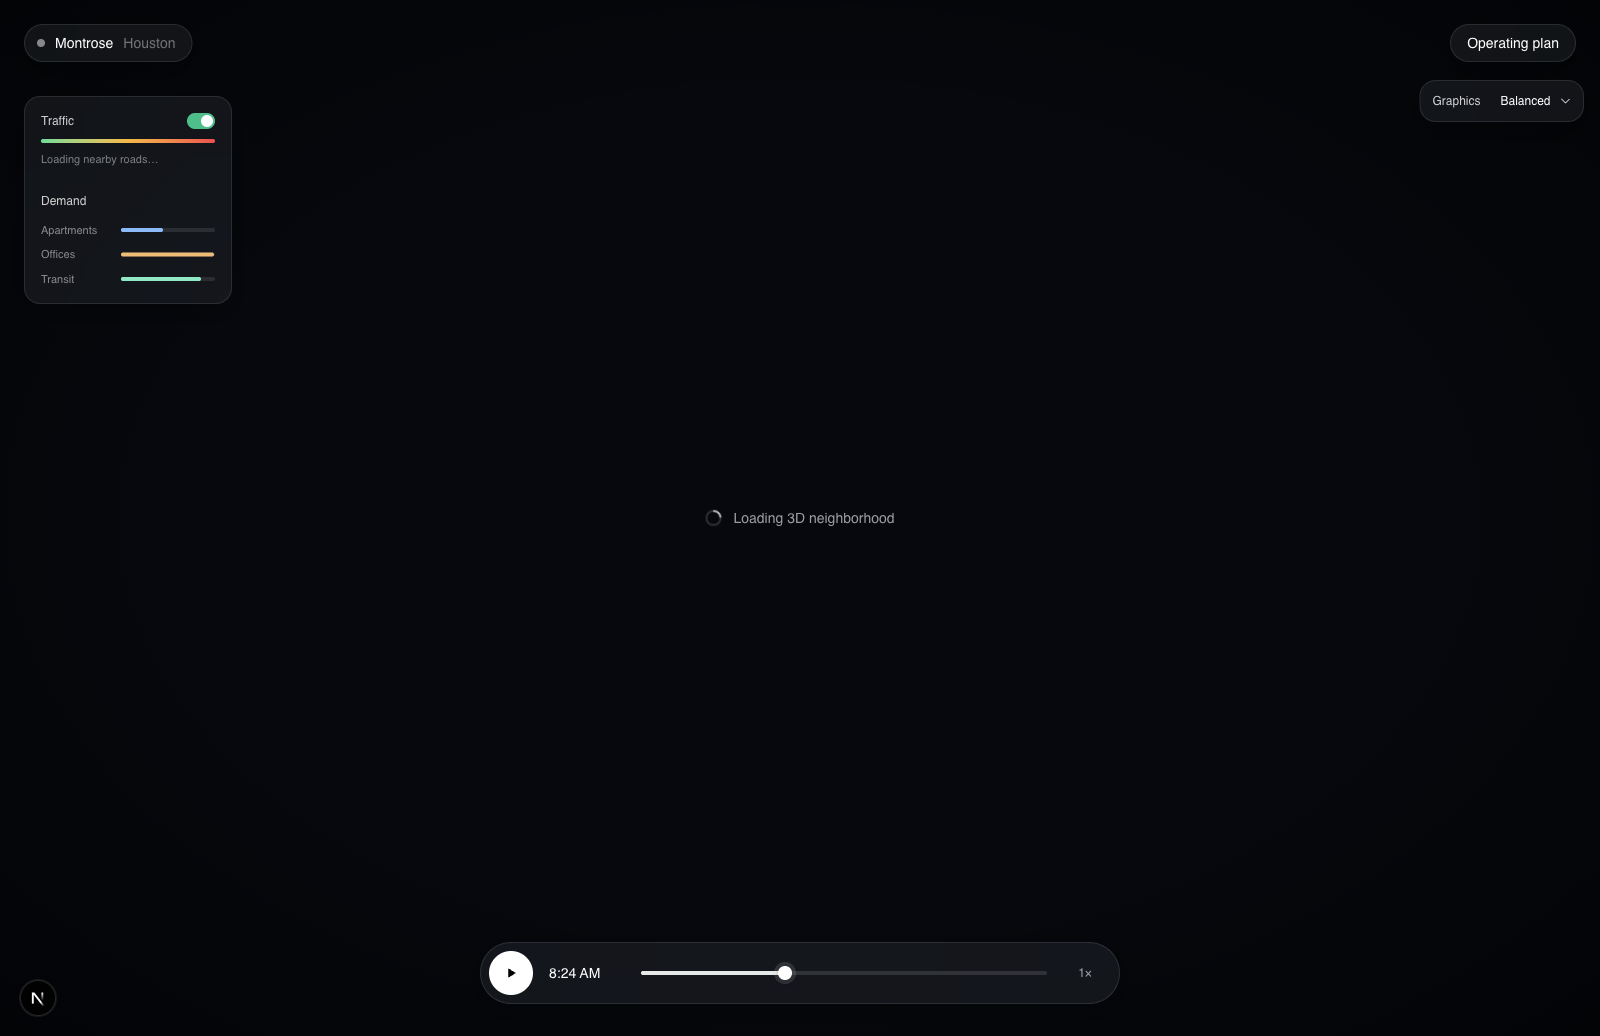 Montrose Houston
Operating plan
Graphics Balanced
Traffic
Loading nearby roads...
Demand
Apartments
Offices
Transit
Loading 3D neighborhood
8:24 AM
1×
N